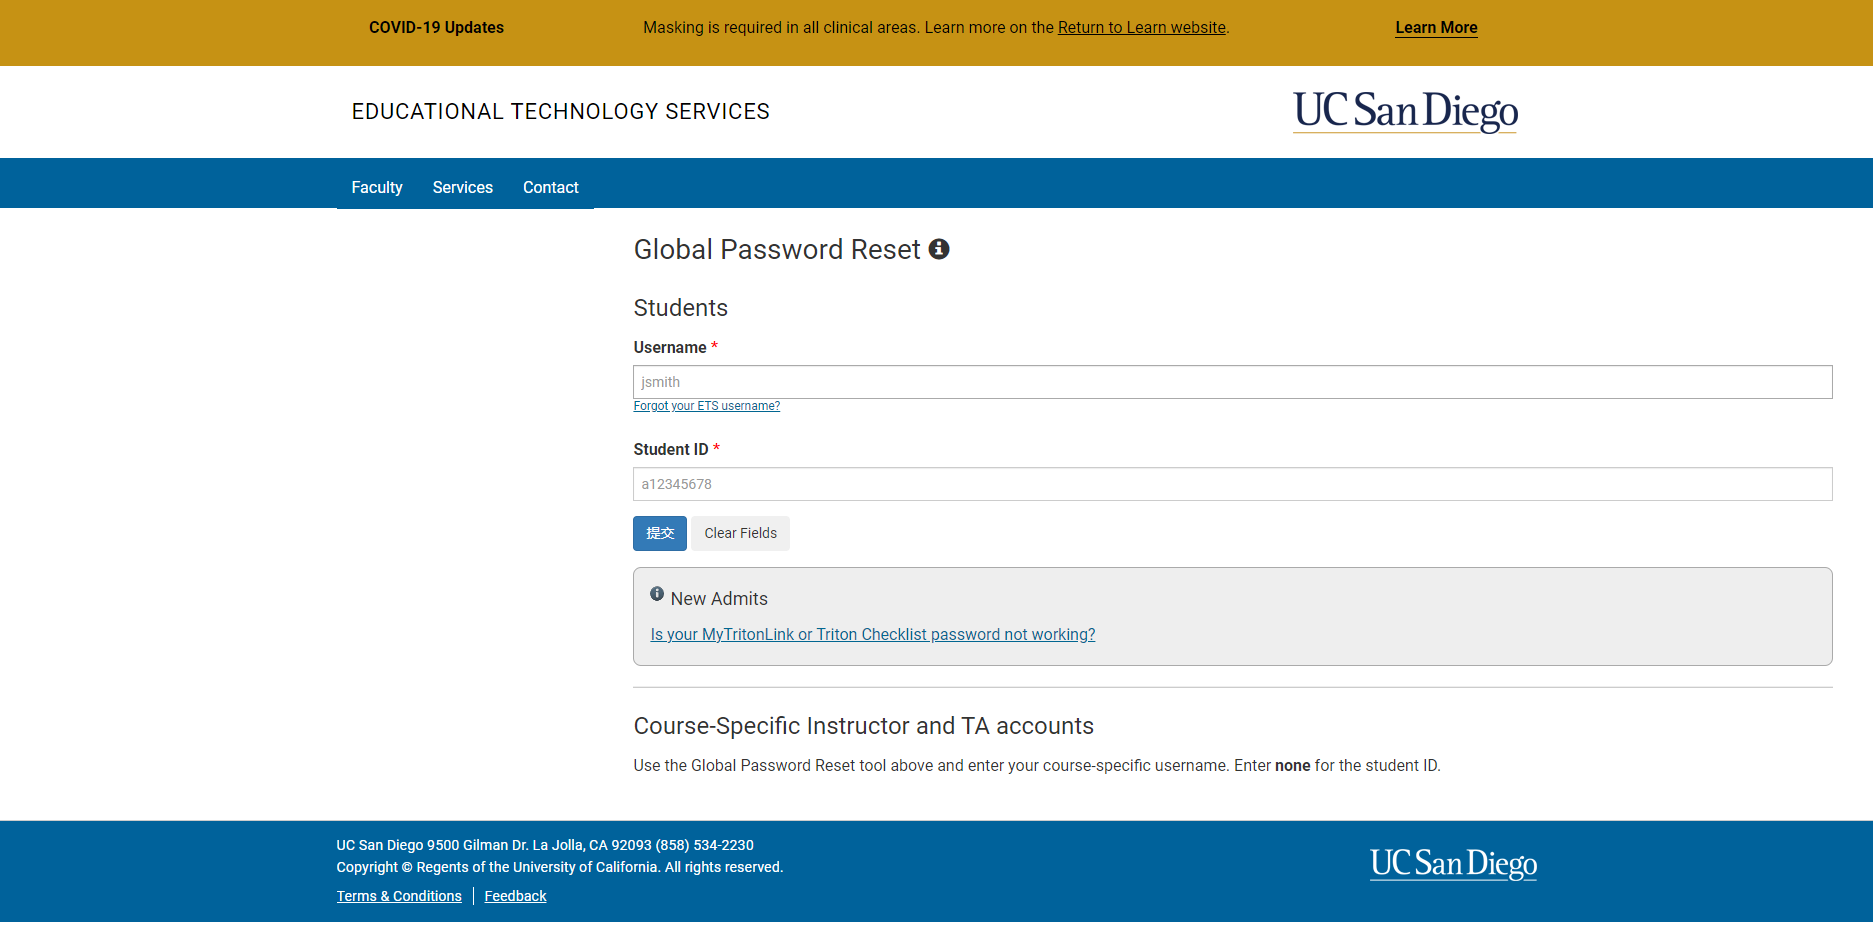 COVID-19 Updates
Masking is required in all clinical areas. Learn more on the Return to Learn website.
Learn More
EDUCATIONAL TECHNOLOGY SERVICES
UC San Diego
Faculty Services Contact
Global Password Reset
Students
Username *
jsmith
Forgot your ETS username?
Student ID *
a12345678
提交 Clear Fields
New Admits
Is your MyTritonLink or Triton Checklist password not working?
Course-Specific Instructor and TA accounts
Use the Global Password Reset tool above and enter your course-specific username. Enter none for the student ID.
UC San Diego 9500 Gilman Dr. La Jolla, CA 92093 (858) 534-2230
Copyright © Regents of the University of California. All rights reserved.
Terms & Conditions Feedback
UC San Diego